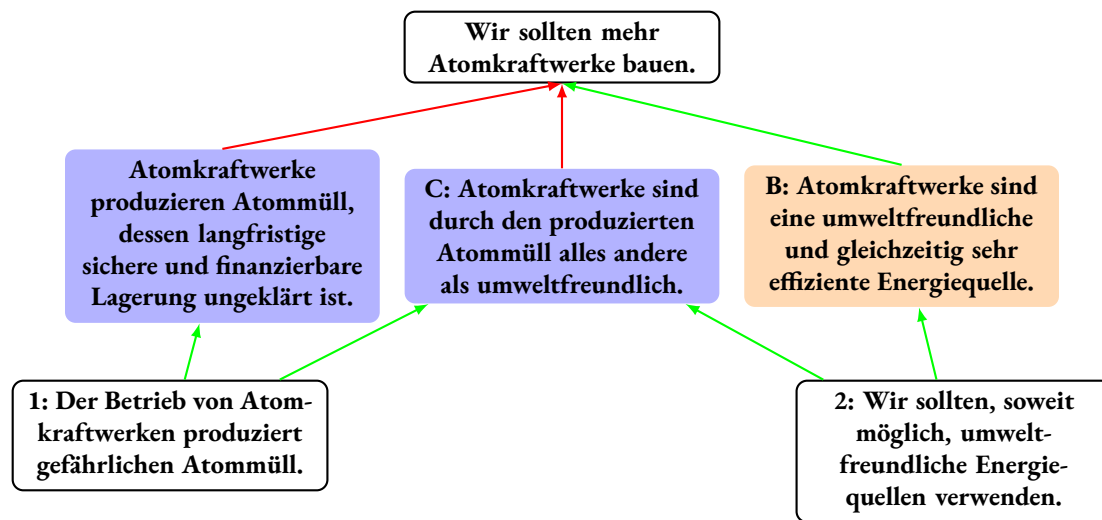 Wir sollten mehr
Atomkraftwerke bauen.
Atomkraftwerke
produzieren Atommüll,
dessen langfristige
sichere und finanzierbare
Lagerung ungeklärt ist.
C: Atomkraftwerke sind
durch den produzierten
Atommüll alles andere
als umweltfreundlich.
B: Atomkraftwerke sind
eine umweltfreundliche
und gleichzeitig sehr
effiziente Energiequelle.
1: Der Betrieb von Atom-
kraftwerken produziert
gefährlichen Atommüll.
2: Wir sollten, soweit
möglich, umwelt-
freundliche Energie-
quellen verwenden.